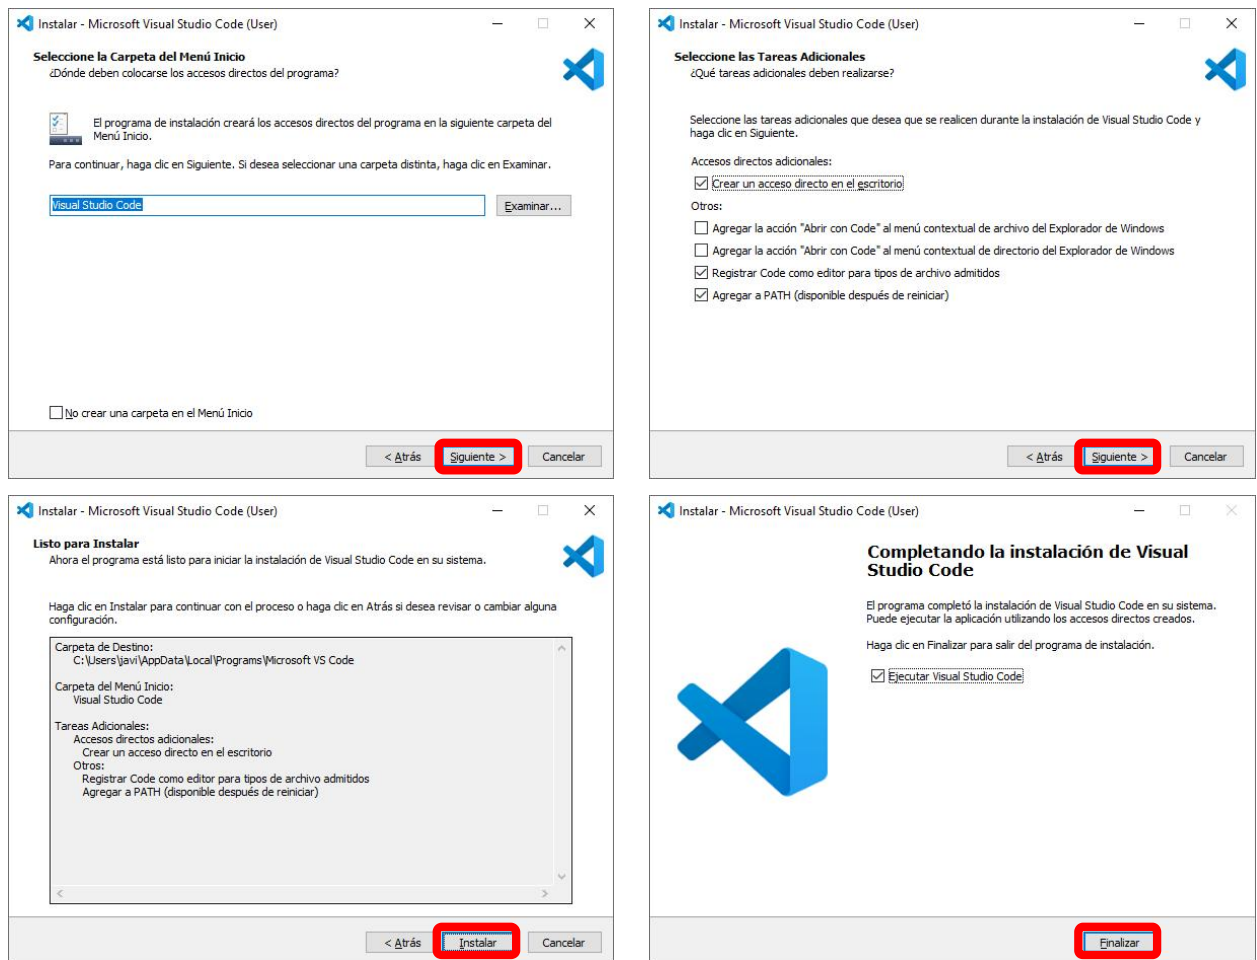 Instalar - Microsoft Visual Studio Code (User)
Seleccione la Carpeta del Menú Inicio
¿Dónde deben colocarse los accesos directos del programa?
El programa de instalación creará los accesos directos del programa en la siguiente carpeta del
Menú Inicio.
Para continuar, haga clic en Siguiente. Si desea seleccionar una carpeta distinta, haga clic en Examinar.
Visual Studio Code
Examinar...
No crear una carpeta en el Menú Inicio
< Atrás
Siguiente >
Cancelar
Instalar - Microsoft Visual Studio Code (User)
Seleccione las Tareas Adicionales
¿Qué tareas adicionales deben realizarse?
Seleccione las tareas adicionales que desea que se realicen durante la instalación de Visual Studio Code y
haga clic en Siguiente.
Accesos directos adicionales:
Crear un acceso directo en el escritorio
Otros:
Agregar la acción "Abrir con Code" al menú contextual de archivo del Explorador de Windows
Agregar la acción "Abrir con Code" al menú contextual de directorio del Explorador de Windows
Registrar Code como editor para tipos de archivo admitidos
Agregar a PATH (disponible después de reiniciar)
< Atrás
Siguiente >
Cancelar
Instalar - Microsoft Visual Studio Code (User)
Listo para Instalar
Ahora el programa está listo para iniciar la instalación de Visual Studio Code en su sistema.
Haga clic en Instalar para continuar con el proceso o haga clic en Atrás si desea revisar o cambiar alguna
configuración.
Carpeta de Destino:
C:\Users\javi\AppData\Local\Programs\Microsoft VS Code
Carpeta del Menú Inicio:
Visual Studio Code
Tareas Adicionales:
Accesos directos adicionales:
Crear un acceso directo en el escritorio
Otros:
Registrar Code como editor para tipos de archivo admitidos
Agregar a PATH (disponible después de reiniciar)
< Atrás
Instalar
Cancelar
Instalar - Microsoft Visual Studio Code (User)
Completando la instalación de Visual
Studio Code
El programa completó la instalación de Visual Studio Code en su sistema.
Puede ejecutar la aplicación utilizando los accesos directos creados.
Haga clic en Finalizar para salir del programa de instalación.
Ejecutar Visual Studio Code
Finalizar